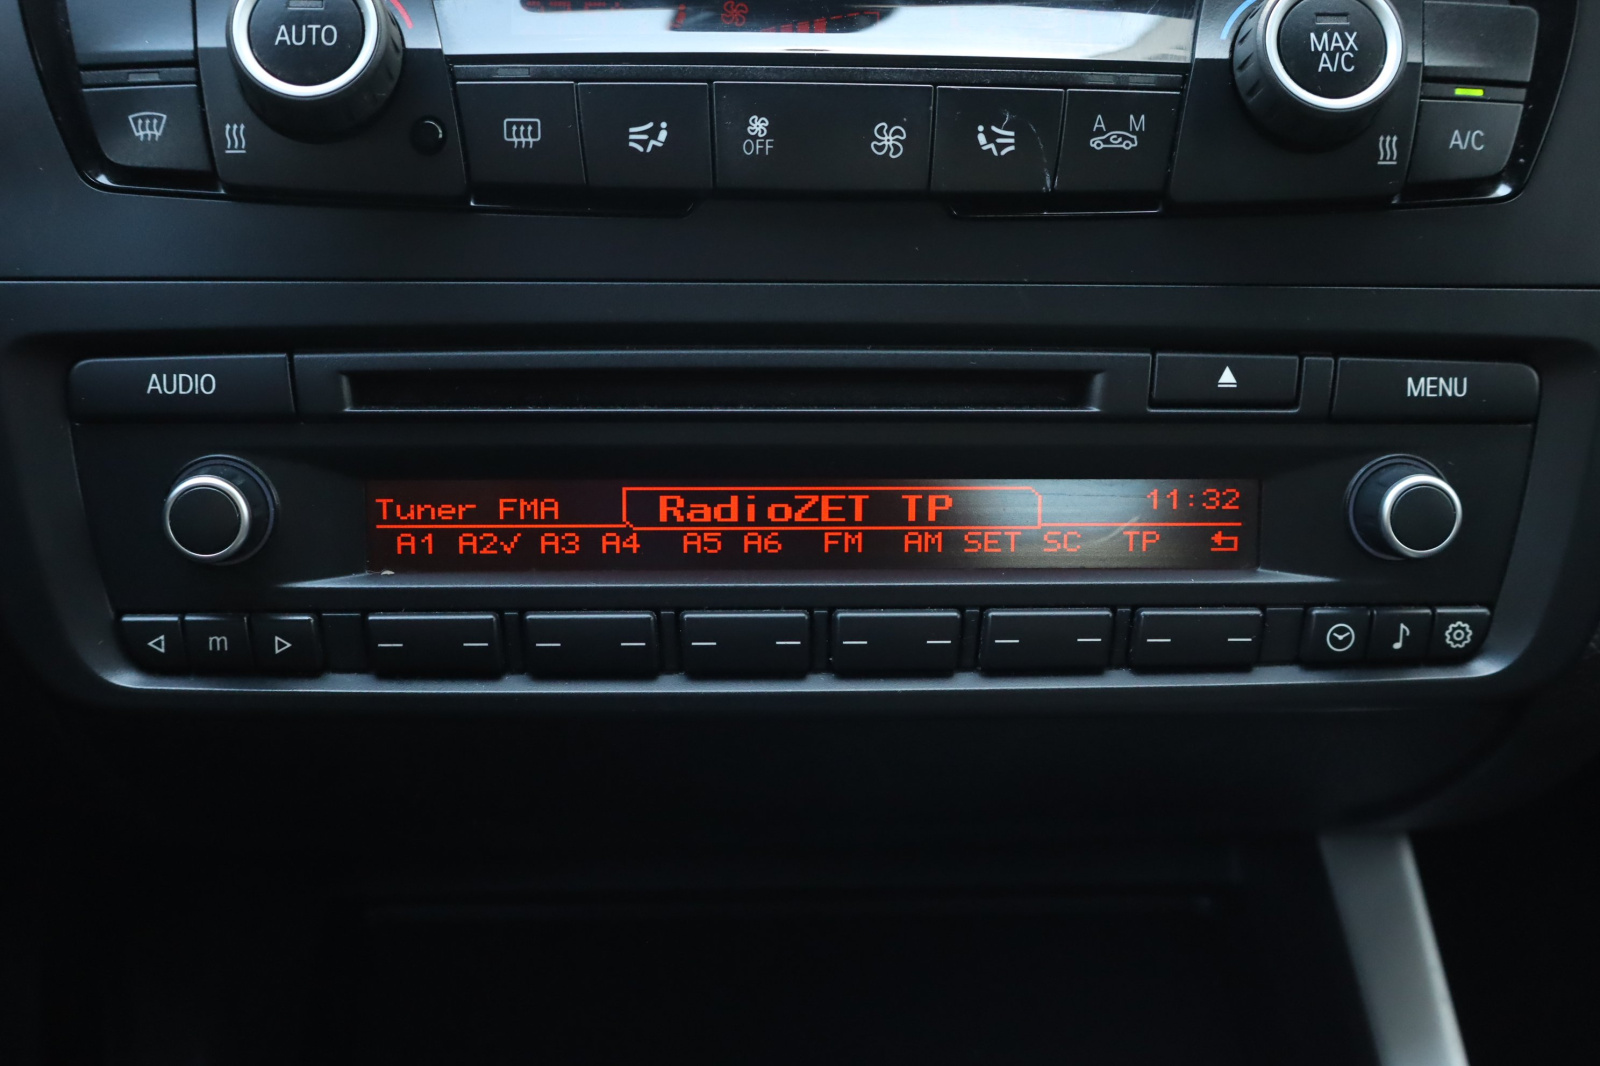 AUTO
MAX
A/C
OFF
A M
A/C
AUDIO
MENU
Tuner FMA
RadioZET TP
11:32
A1 A2✓ A3 A4 A5 A6 FM AM SET SC TP
m